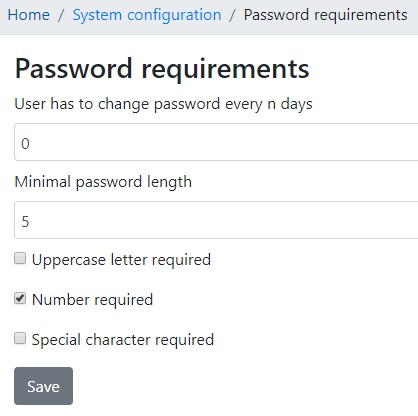 Home / System configuration / Password requirements
Password requirements
User has to change password every n days
0
Minimal password length
5
Uppercase letter required
Number required
Special character required
Save